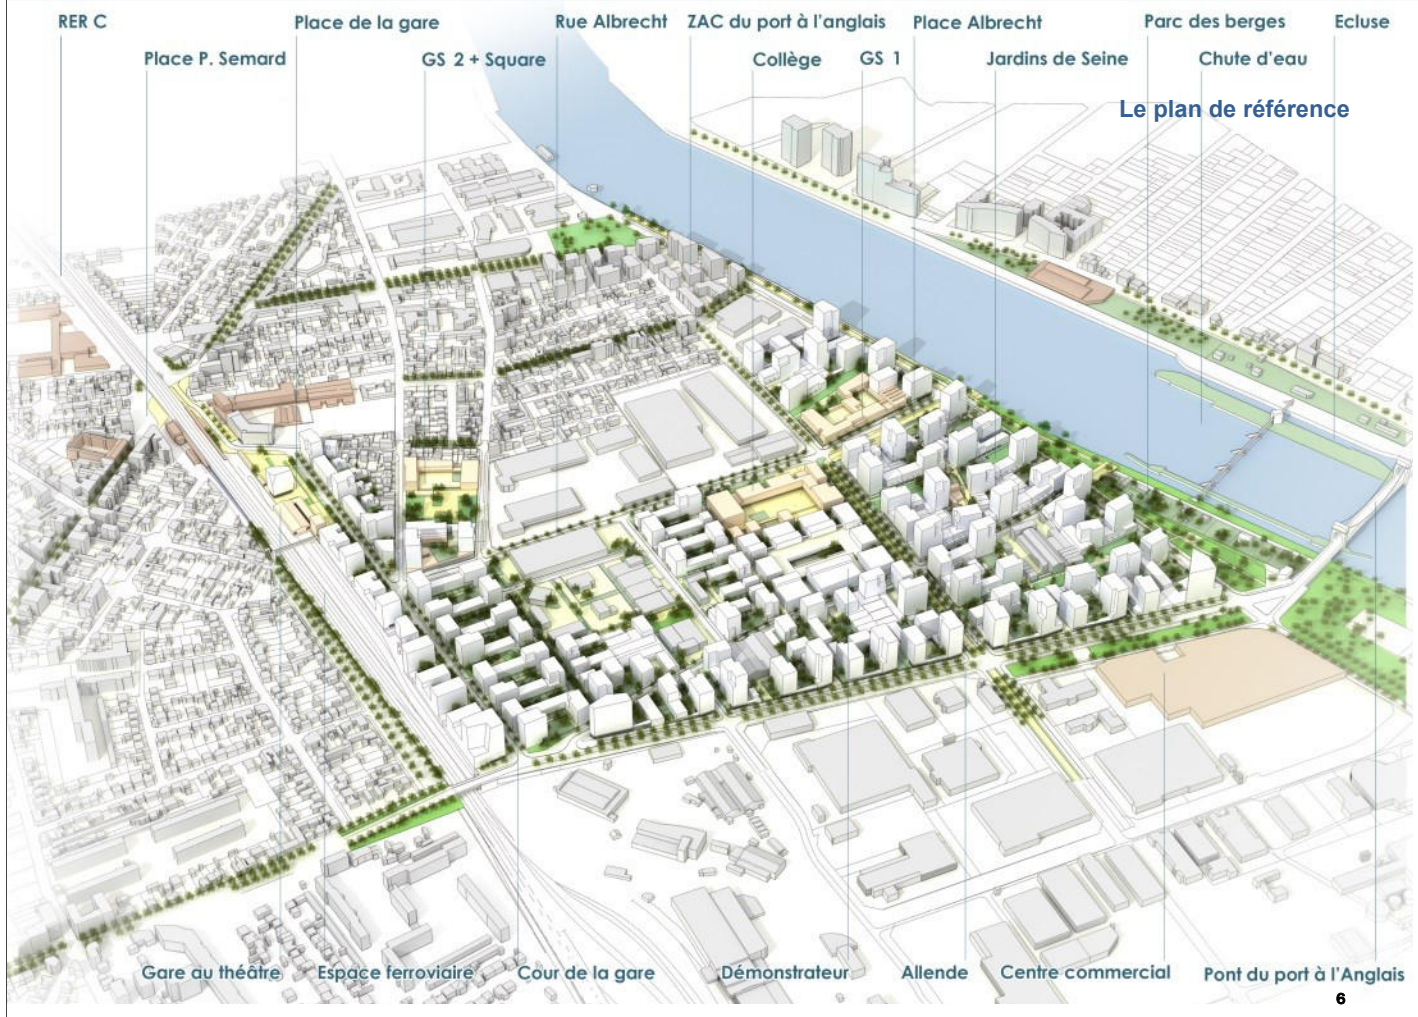 RER C
Place de la gare
Rue Albrecht
ZAC du port à l'anglais
Place Albrecht
Parc des berges
Ecluse
Place P. Semard
GS 2 + Square
Collège
GS 1
Jardins de Seine
Chute d'eau
Le plan de référence
Gare au théâtre
Espace ferroviaire
Cour de la gare
Démonstrateur
Allende
Centre commercial
Pont du port à l'Anglais
6